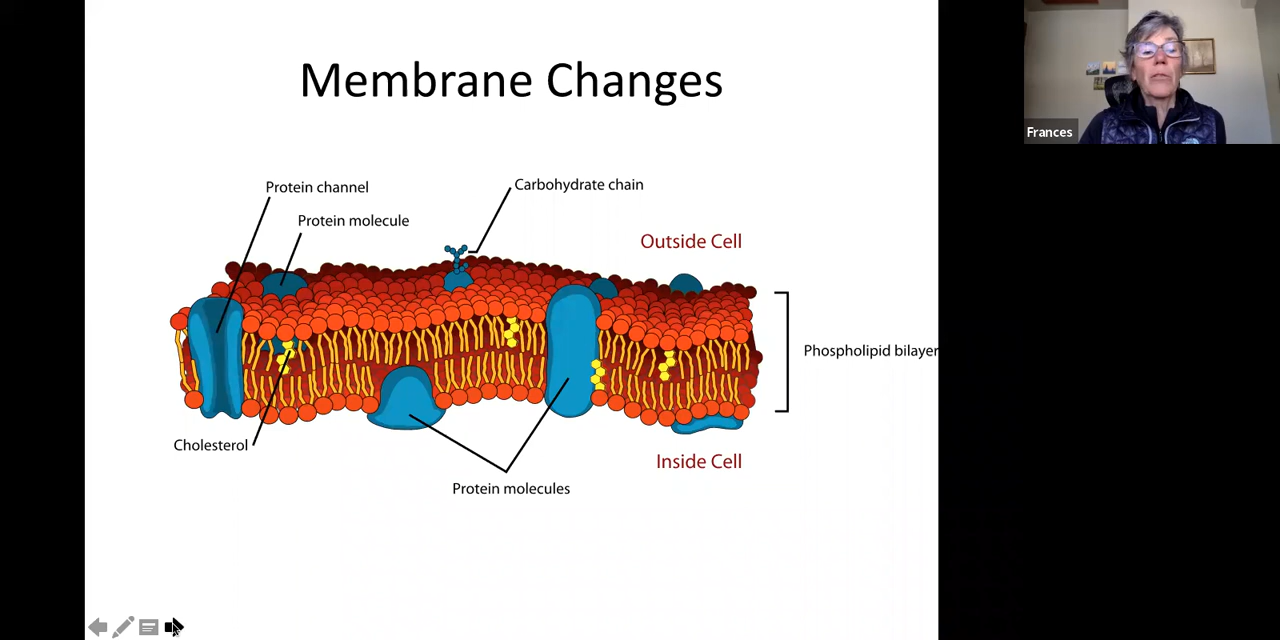 Membrane Changes
Frances
Protein channel
Carbohydrate chain
Protein molecule
Outside Cell
Phospholipid bilayer
Cholesterol
Inside Cell
Protein molecules